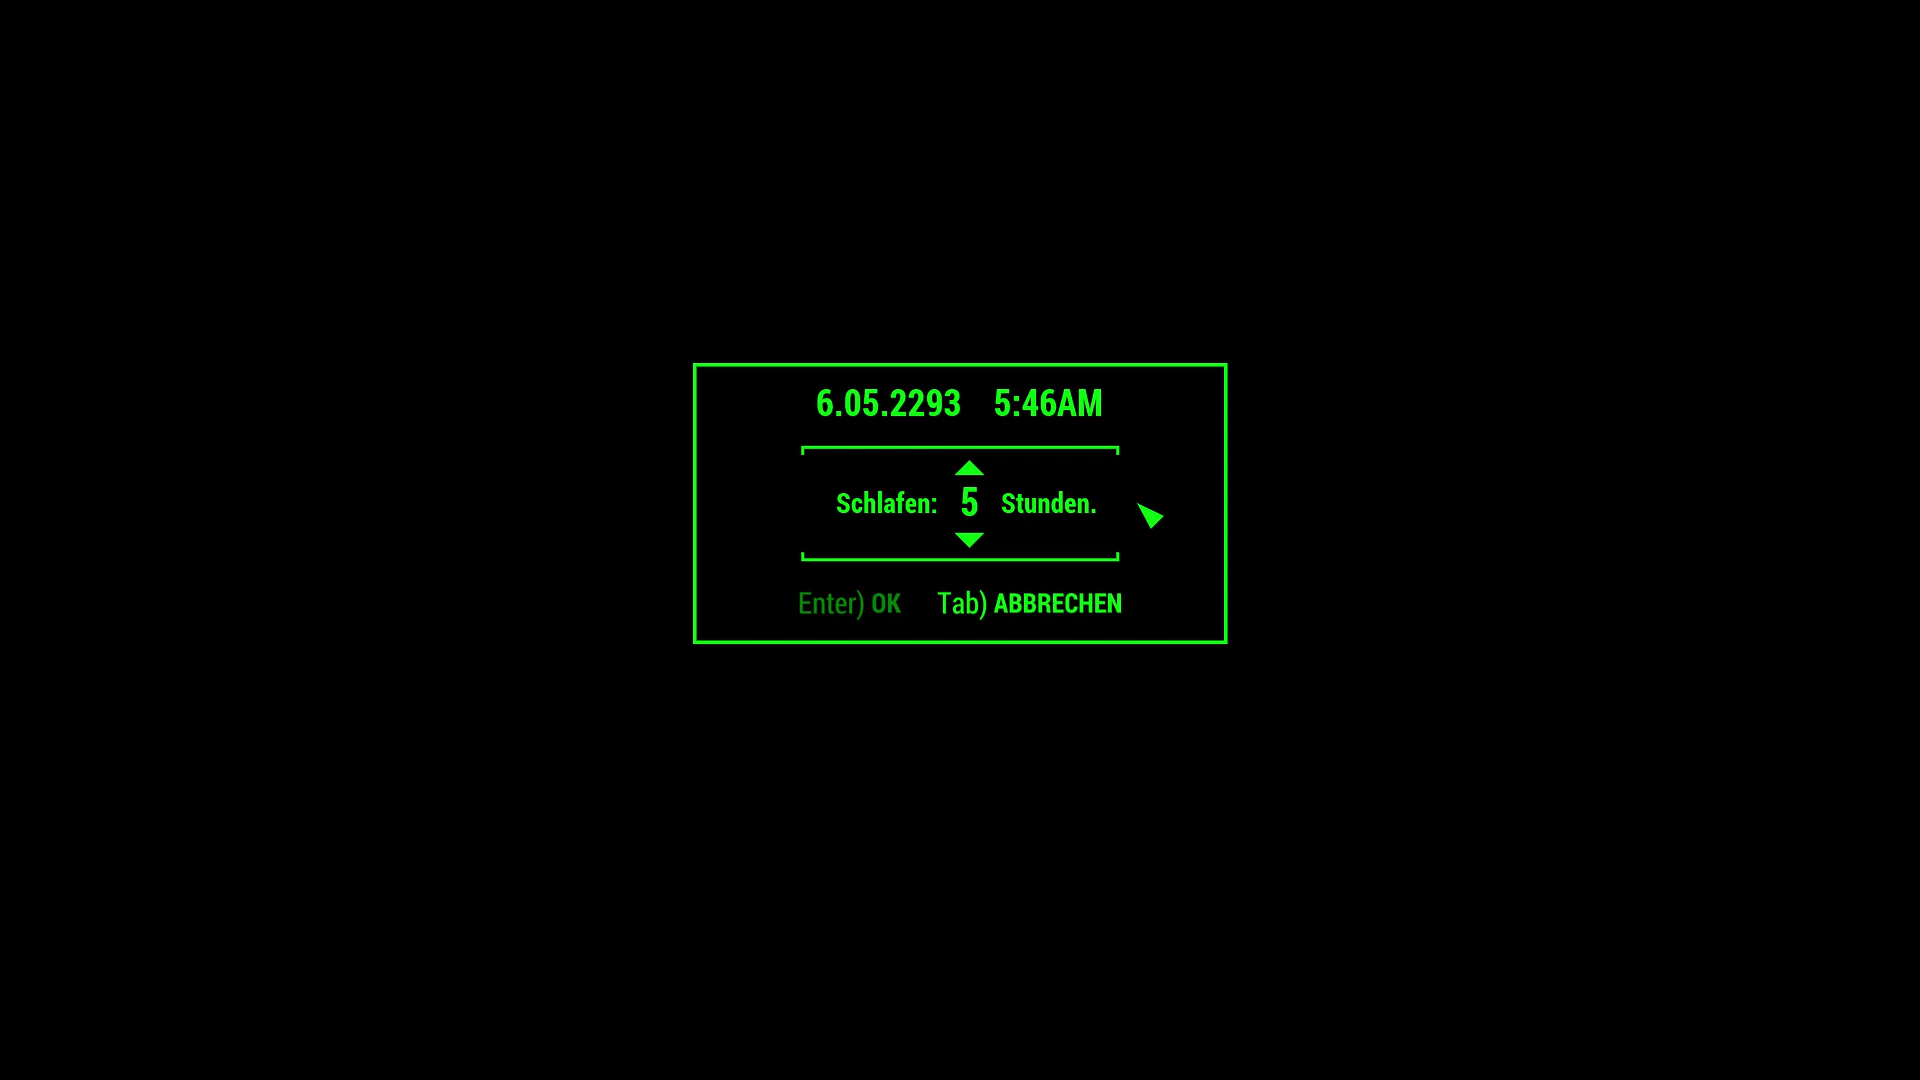 6.05.2293 5:46AM
Schlafen: 5 Stunden.
Enter) OK Tab) ABBRECHEN